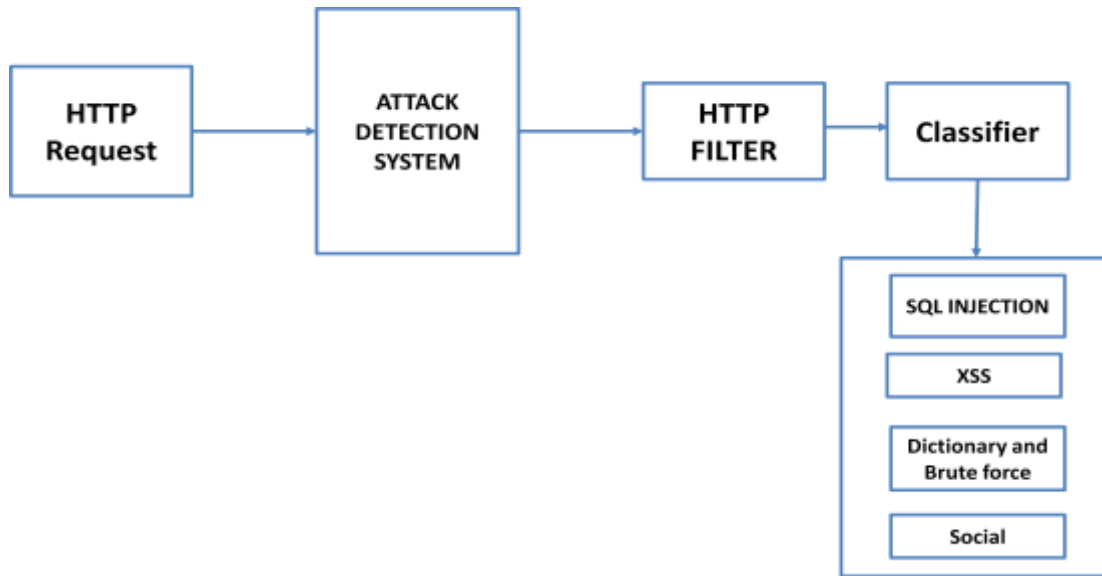 HTTP
Request
ATTACK
DETECTION
SYSTEM
HTTP
FILTER
Classifier
SQL INJECTION
XSS
Dictionary and
Brute force
Social